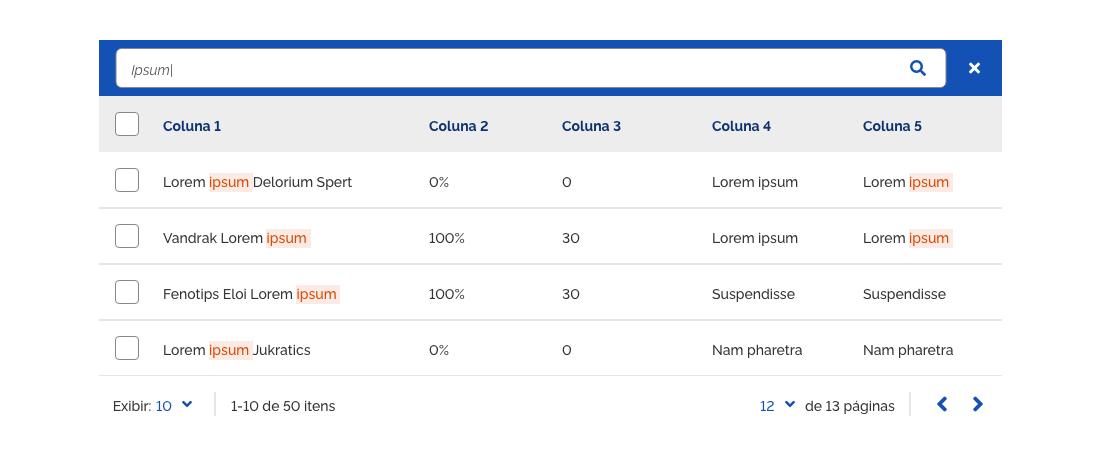 Ipsum
Coluna 1 Coluna 2 Coluna 3 Coluna 4 Coluna 5
Lorem ipsum Delorium Spert 0% 0 Lorem ipsum Lorem ipsum
Vandrak Lorem ipsum 100% 30 Lorem ipsum Lorem ipsum
Fenotips Eloi Lorem ipsum 100% 30 Suspendisse Suspendisse
Lorem ipsum Jukratics 0% 0 Nam pharetra Nam pharetra
Exibir: 10 1-10 de 50 itens 12 de 13 páginas